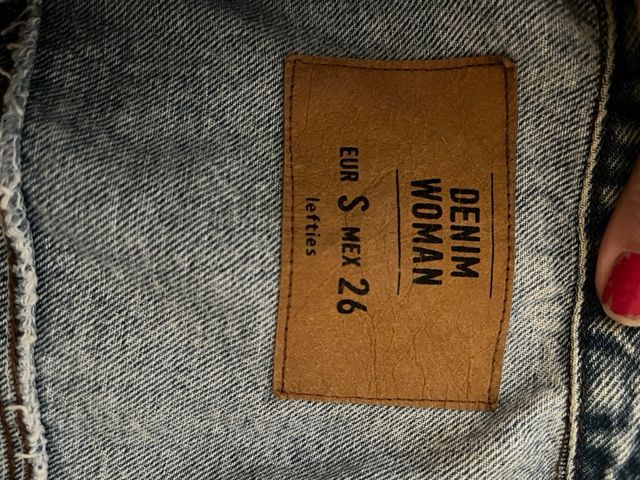 DENIM
WOMAN
EUR S MEX 26
lefties